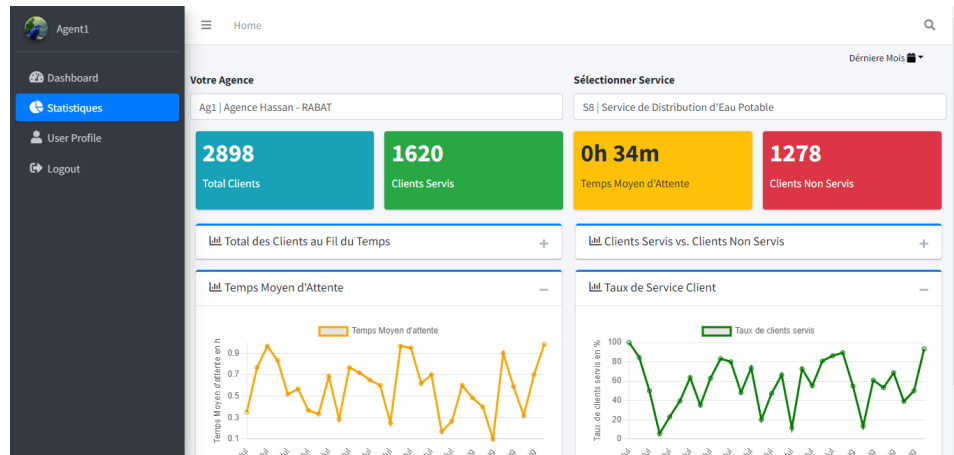 Agent1
Home
Dashboard
Statistiques
User Profile
Logout
Dérniere Mois
Votre Agence
Sélectionner Service
Ag1 | Agence Hassan - RABAT
S8 | Service de Distribution d'Eau Potable
2898
Total Clients
1620
Clients Servis
0h 34m
Temps Moyen d'Attente
1278
Clients Non Servis
Total des Clients au Fil du Temps
Clients Servis vs. Clients Non Servis
Temps Moyen d'Attente
Taux de Service Client
Temps Moyen d'attente
Temps Moyen d'attente en h
0.9
0.7
0.5
0.3
0.1
Taux de clients servis
Taux de clients servis en %
100
80
60
40
20
0